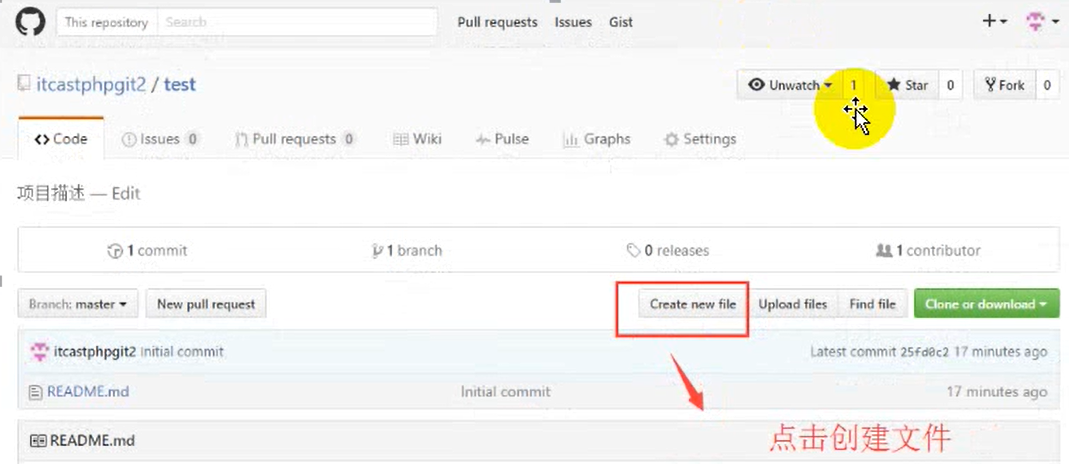 This repository Search Pull requests Issues Gist
itcastphpgit2 / test Unwatch 1 Star 0 Fork 0
Code Issues 0 Pull requests 0 Wiki Pulse Graphs Settings
项目描述 — Edit
1 commit 1 branch 0 releases 1 contributor
Branch: master New pull request Create new file Upload files Find file Clone or download
itcastphpgit2 Initial commit Latest commit 25fd0c2 17 minutes ago
README.md Initial commit 17 minutes ago
点击创建文件
README.md